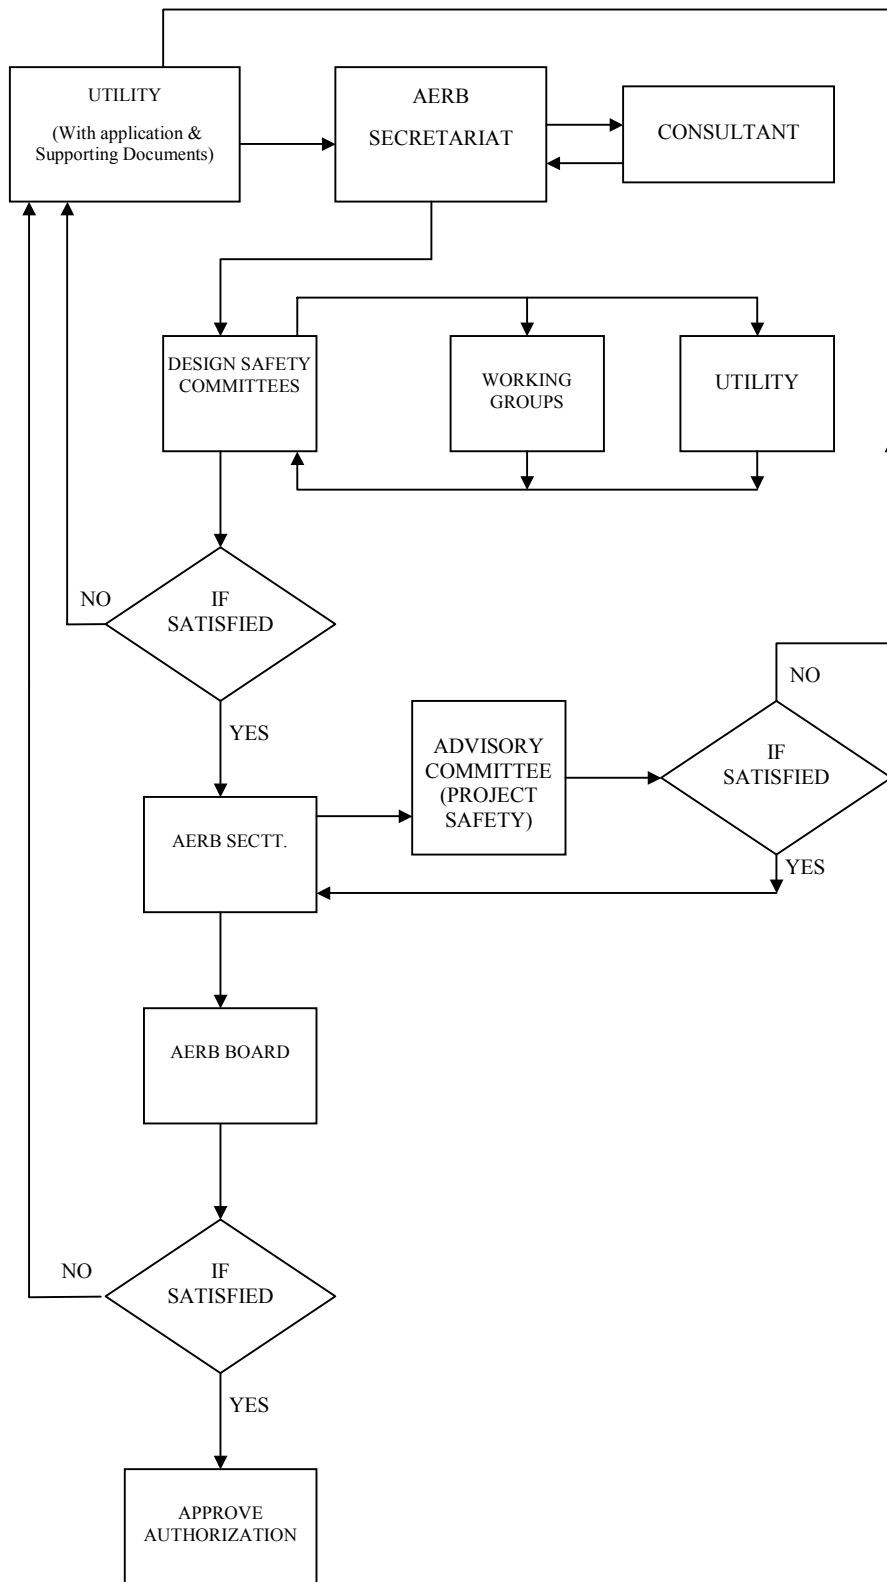 UTILITY
(With application &
Supporting Documents)
AERB
SECRETARIAT
CONSULTANT
DESIGN SAFETY
COMMITTEES
WORKING
GROUPS
UTILITY
NO
IF
SATISFIED
YES
ADVISORY
COMMITTEE
(PROJECT
SAFETY)
NO
IF
SATISFIED
YES
AERB SECTT.
AERB BOARD
NO
IF
SATISFIED
YES
APPROVE
AUTHORIZATION